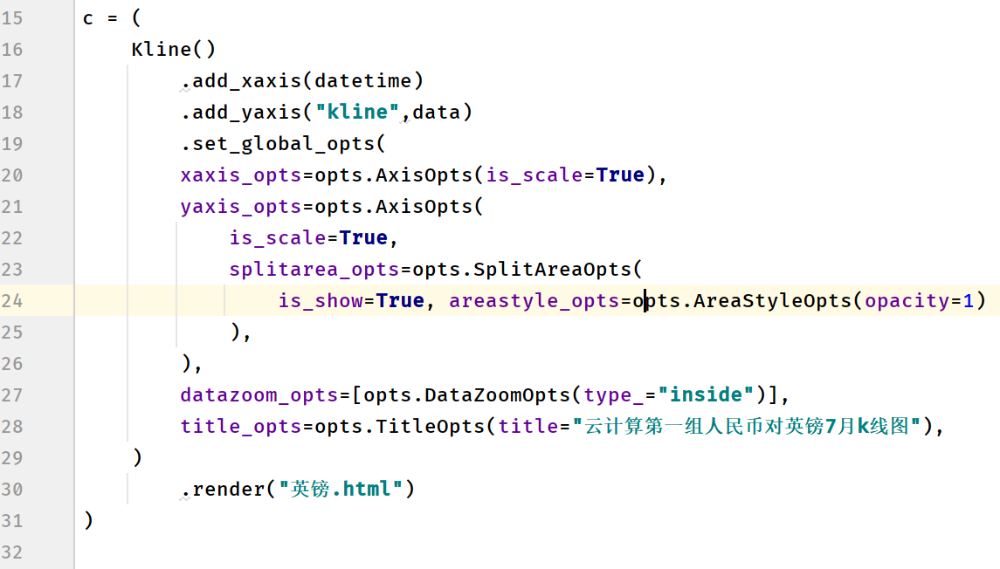 15 c = (
16     Kline()
17         .add_xaxis(datetime)
18         .add_yaxis("kline",data)
19         .set_global_opts(
20         xaxis_opts=opts.AxisOpts(is_scale=True),
21         yaxis_opts=opts.AxisOpts(
22             is_scale=True,
23             splitarea_opts=opts.SplitAreaOpts(
24                 is_show=True, areastyle_opts=opts.AreaStyleOpts(opacity=1)
25             ),
26         ),
27         datazoom_opts=[opts.DataZoomOpts(type_="inside")],
28         title_opts=opts.TitleOpts(title="云计算第一组人民币对英镑7月k线图"),
29     )
30         .render("英镑.html")
31 )
32